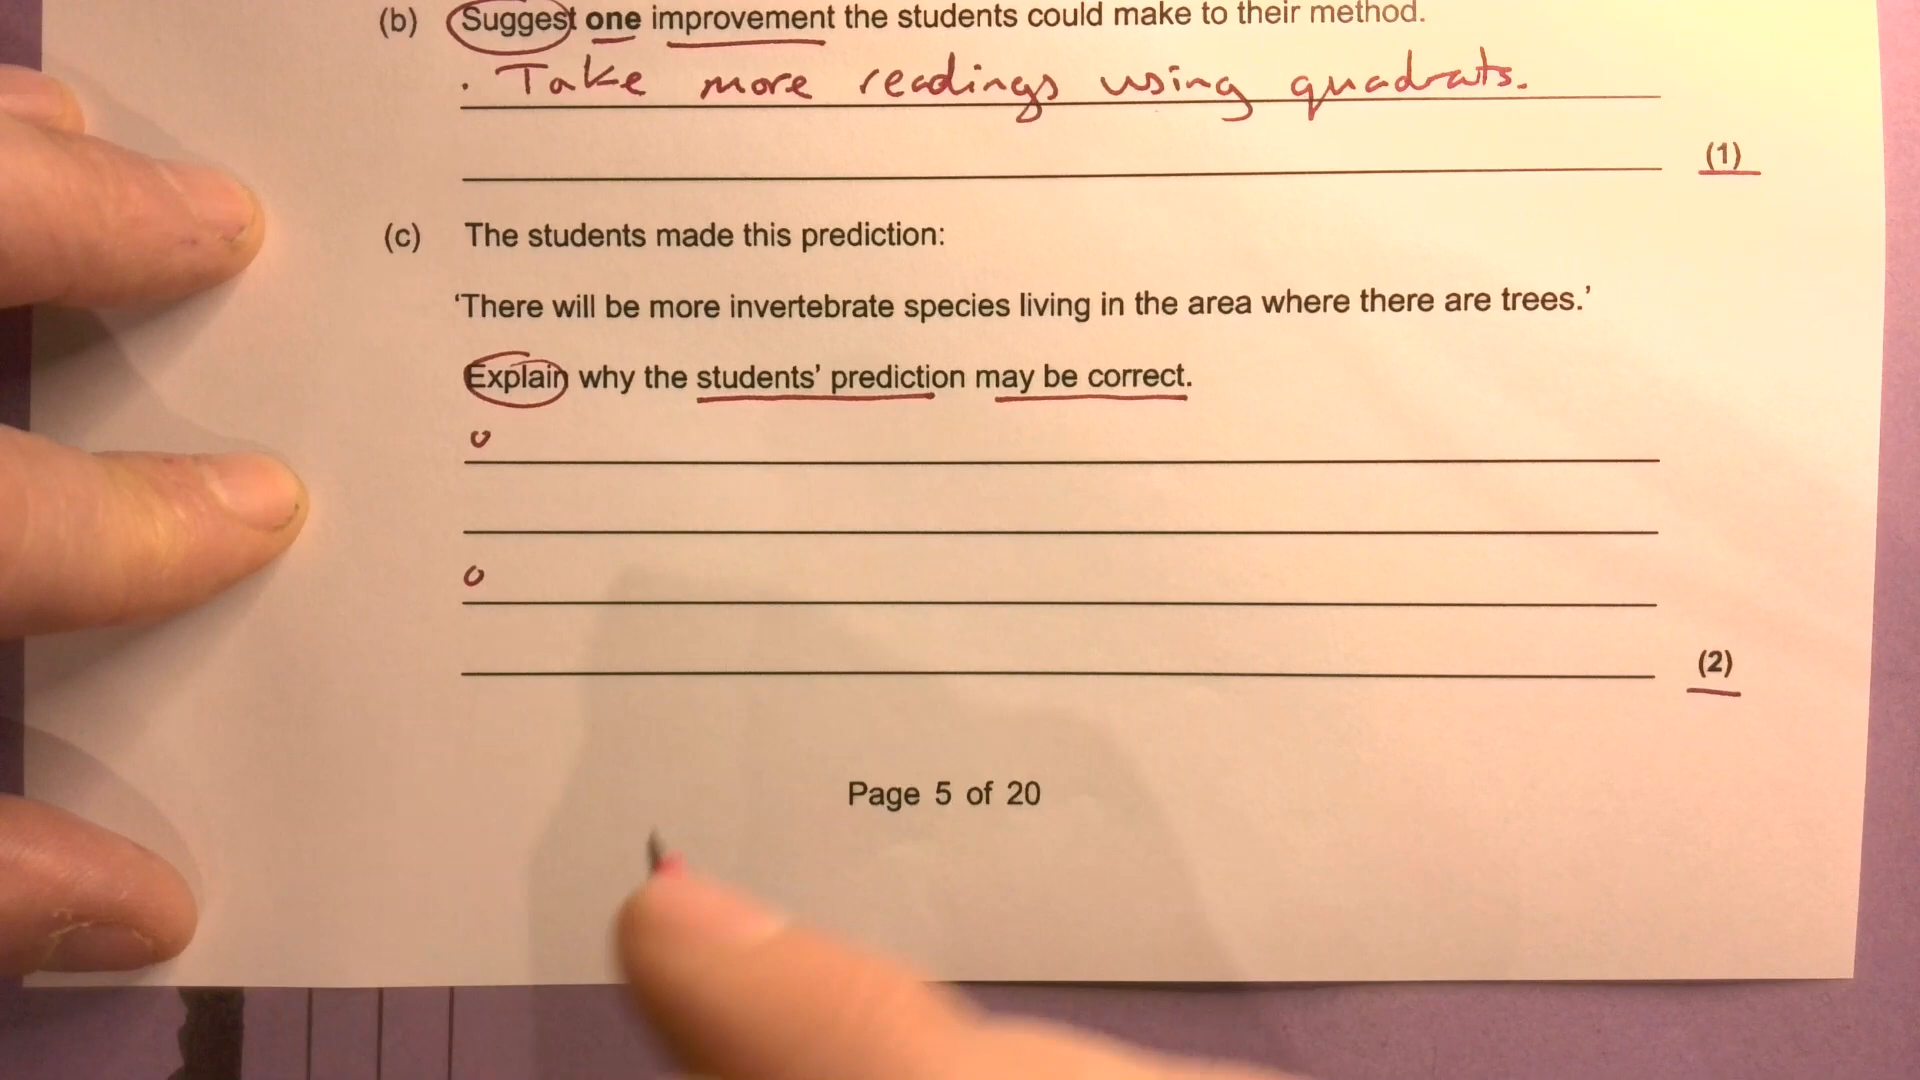 (b) Suggest one improvement the students could make to their method.
. Take more readings using quadrats.
(1)
(c) The students made this prediction:
‘There will be more invertebrate species living in the area where there are trees.’
Explain why the students’ prediction may be correct.
(2)
Page 5 of 20